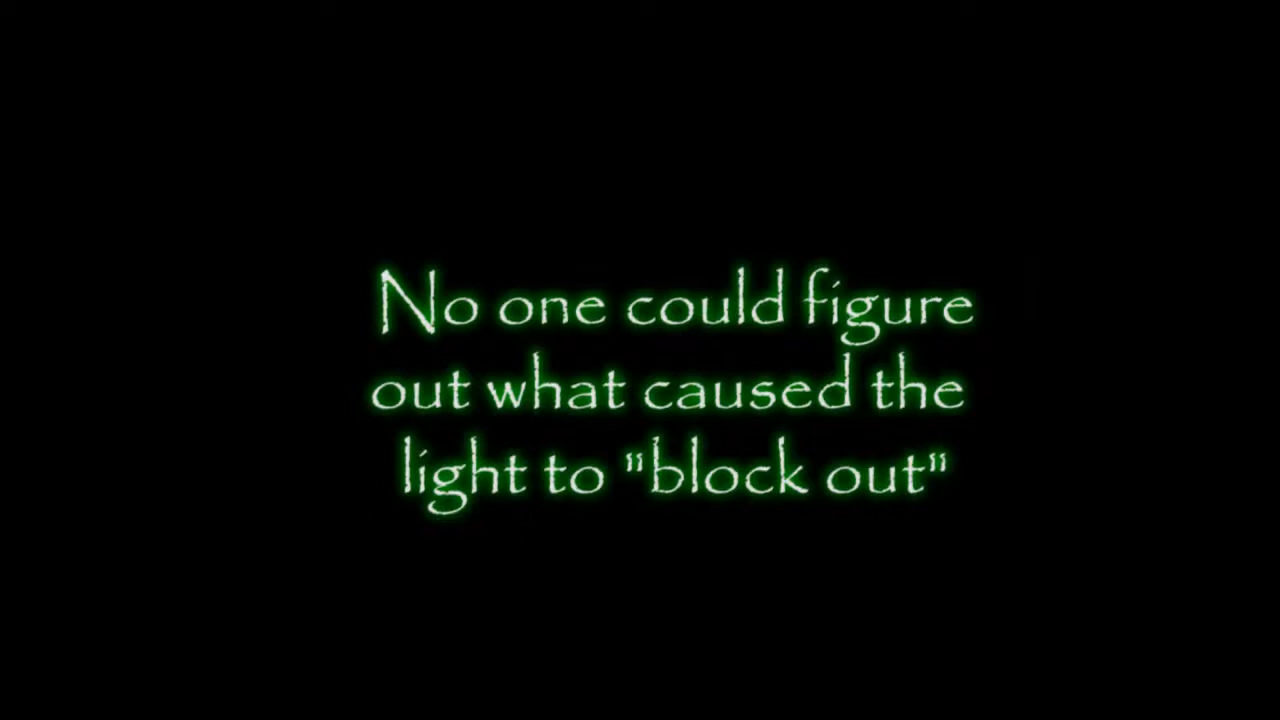 No one could figure
out what caused the
light to "block out"